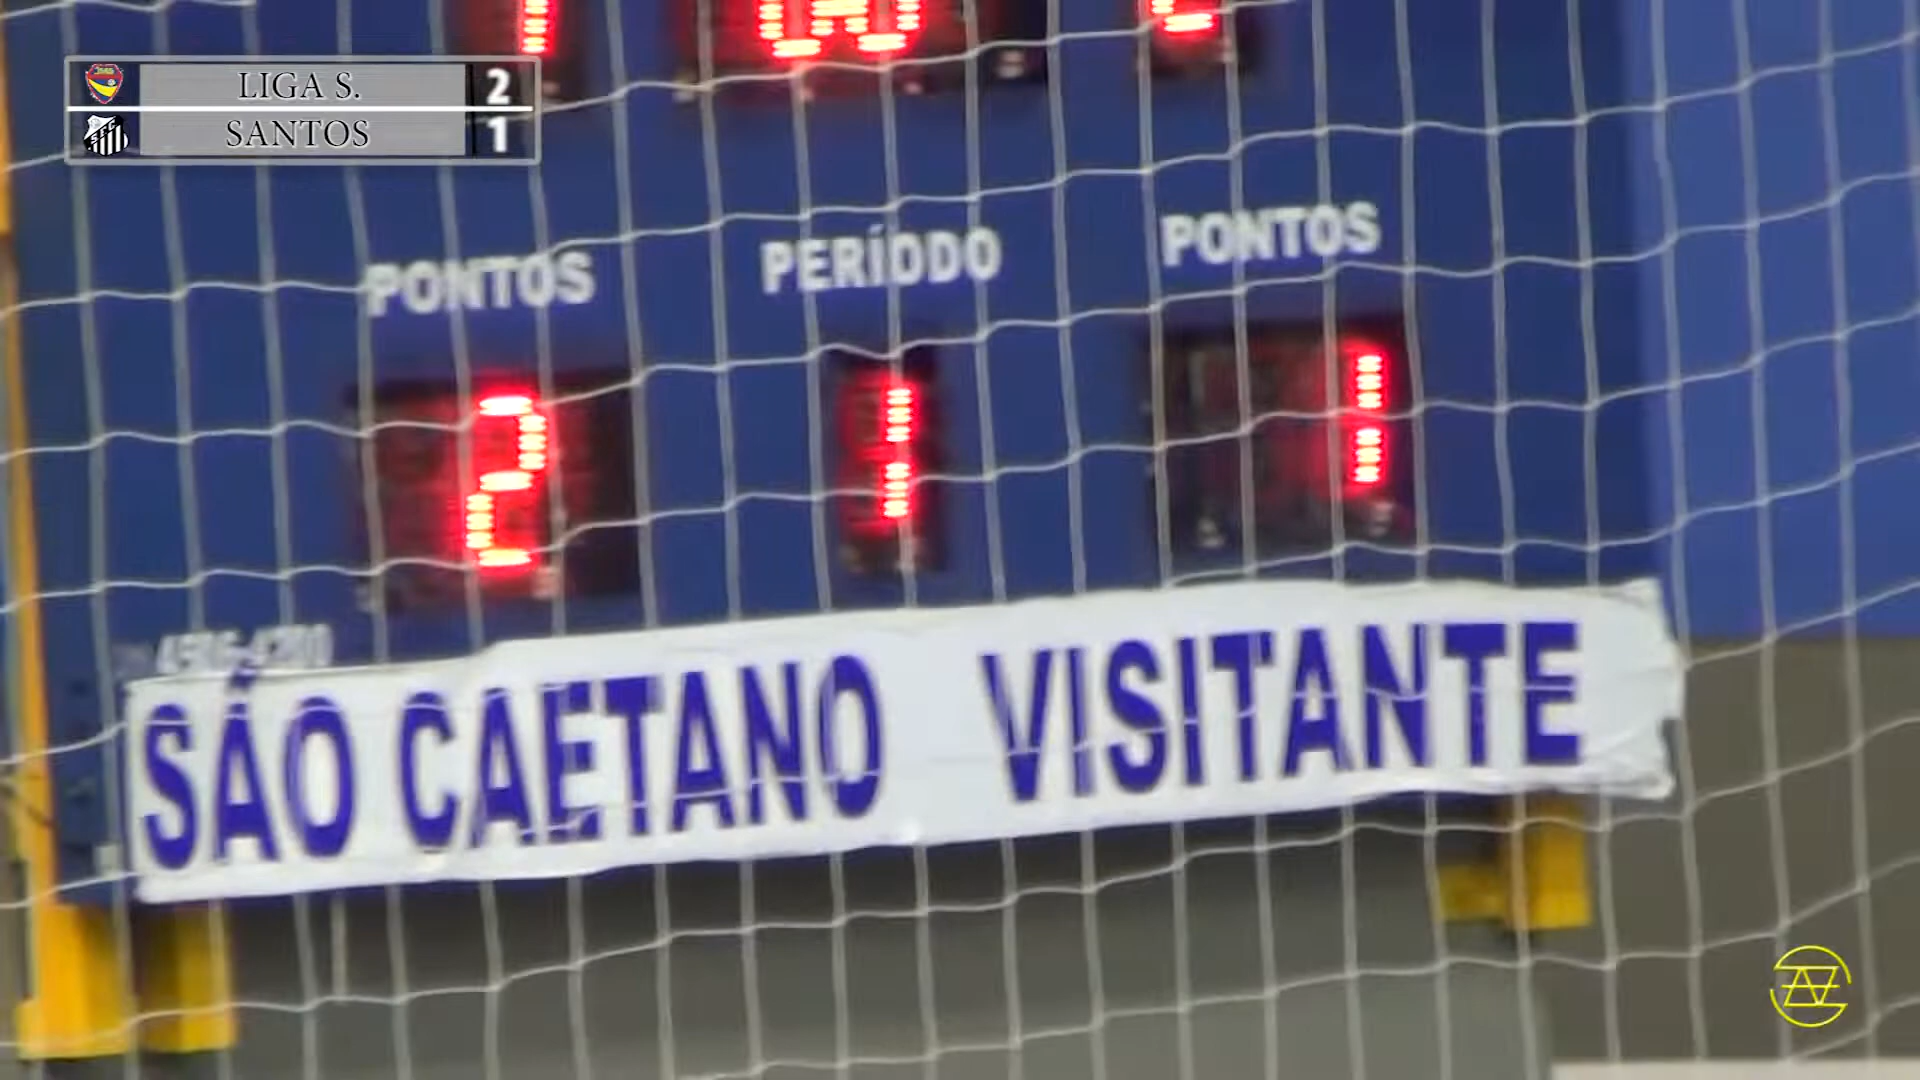 LIGA S. 2
SANTOS 1
PONTOS PERÍODO PONTOS
2 1 1
SÃO CAETANO VISITANTE